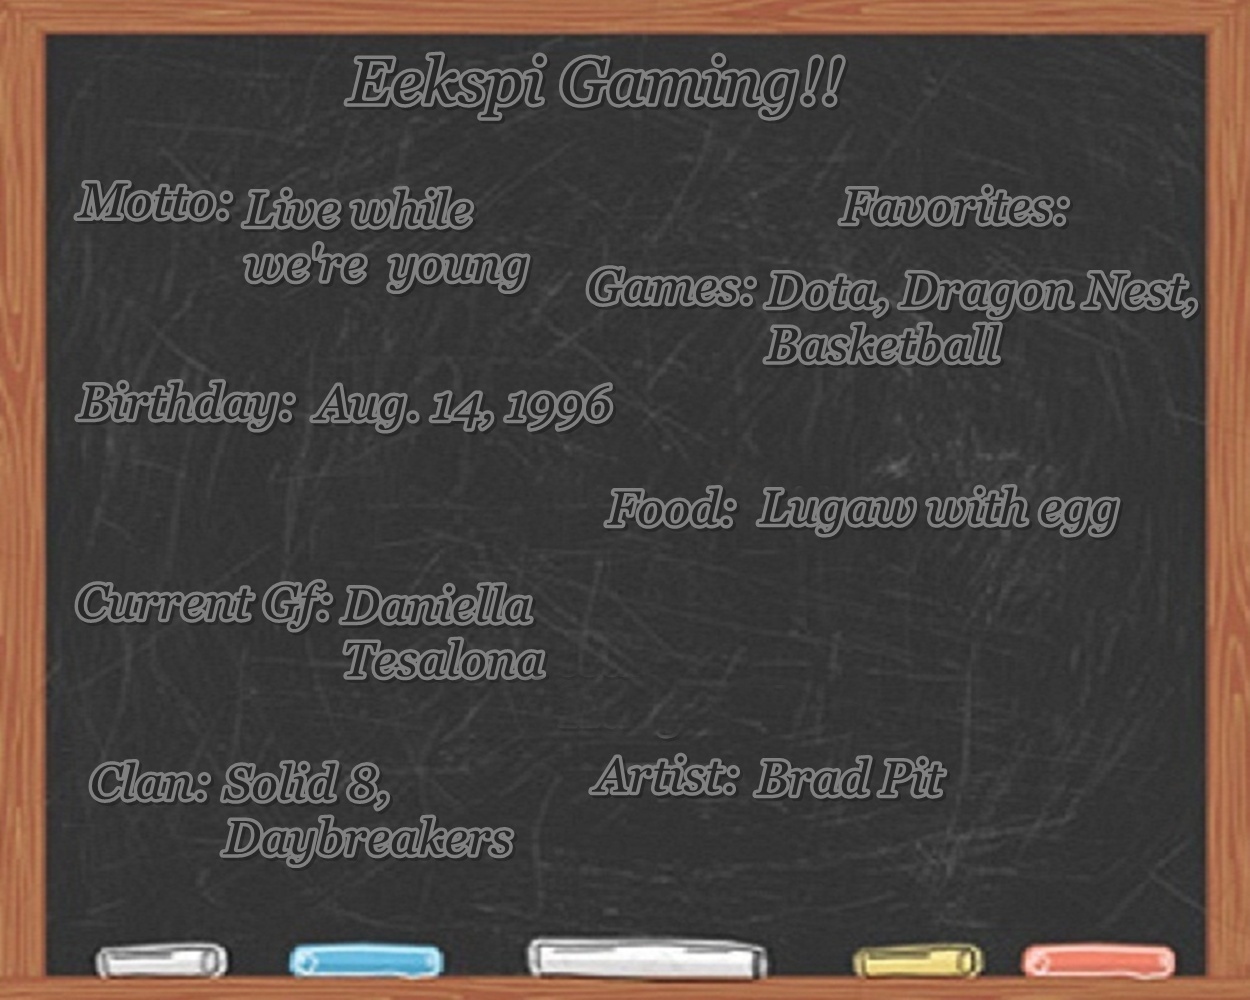 Eekspi Gaming!!
Motto: Live while
we're young
Birthday: Aug. 14, 1996
Current Gf: Daniella
Tesalona
Clan: Solid 8,
Daybreakers
Favorites:
Games: Dota, Dragon Nest,
Basketball
Food: Lugaw with egg
Artist: Brad Pit